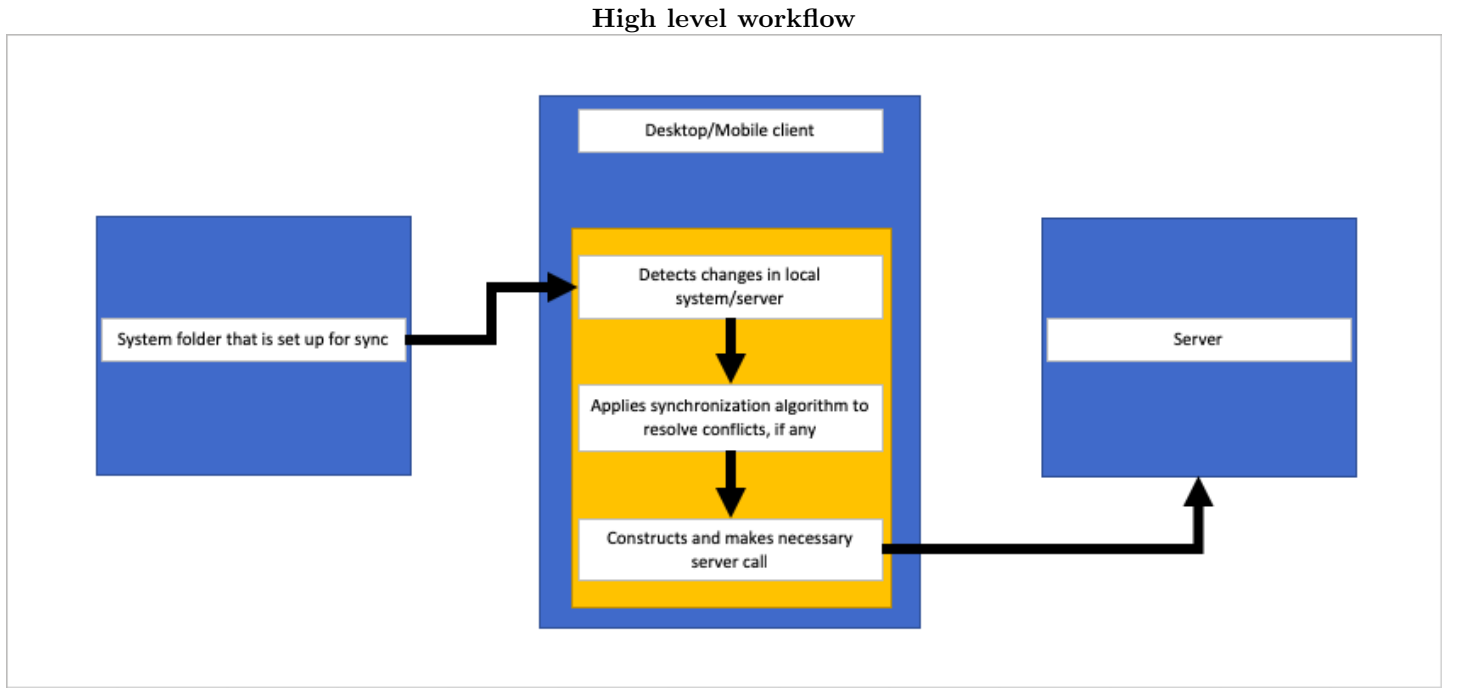 High level workflow
Desktop/Mobile client
System folder that is set up for sync
Detects changes in local
system/server
Applies synchronization algorithm to
resolve conflicts, if any
Constructs and makes necessary
server call
Server